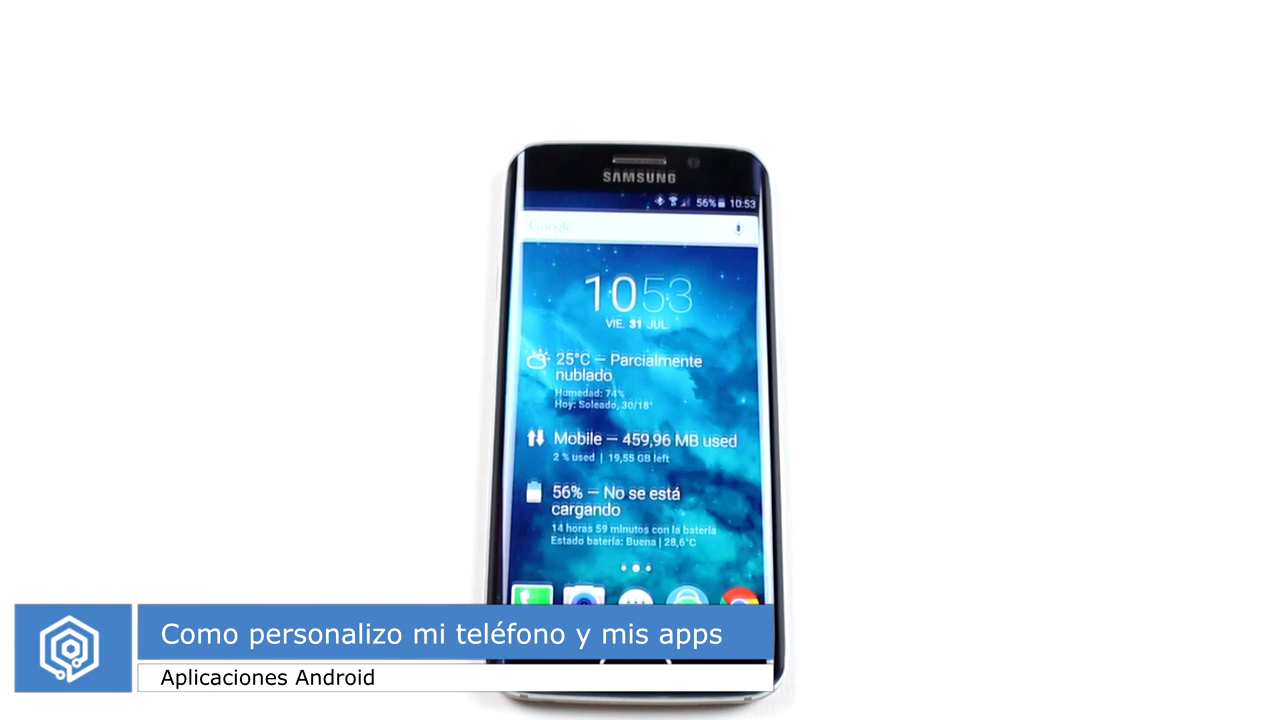 SAMSUNG
56% 10:53
Google
1053
VIE. 31 JUL.
25°C — Parcialmente
nublado
Humedad: 74%
Hoy: Soleado, 30/18°
Mobile — 459,96 MB used
2 % used | 19,55 GB left
56% — No se está
cargando
14 horas 59 minutos con la batería
Estado batería: Buena | 28,6°C
Como personalizo mi teléfono y mis apps
Aplicaciones Android